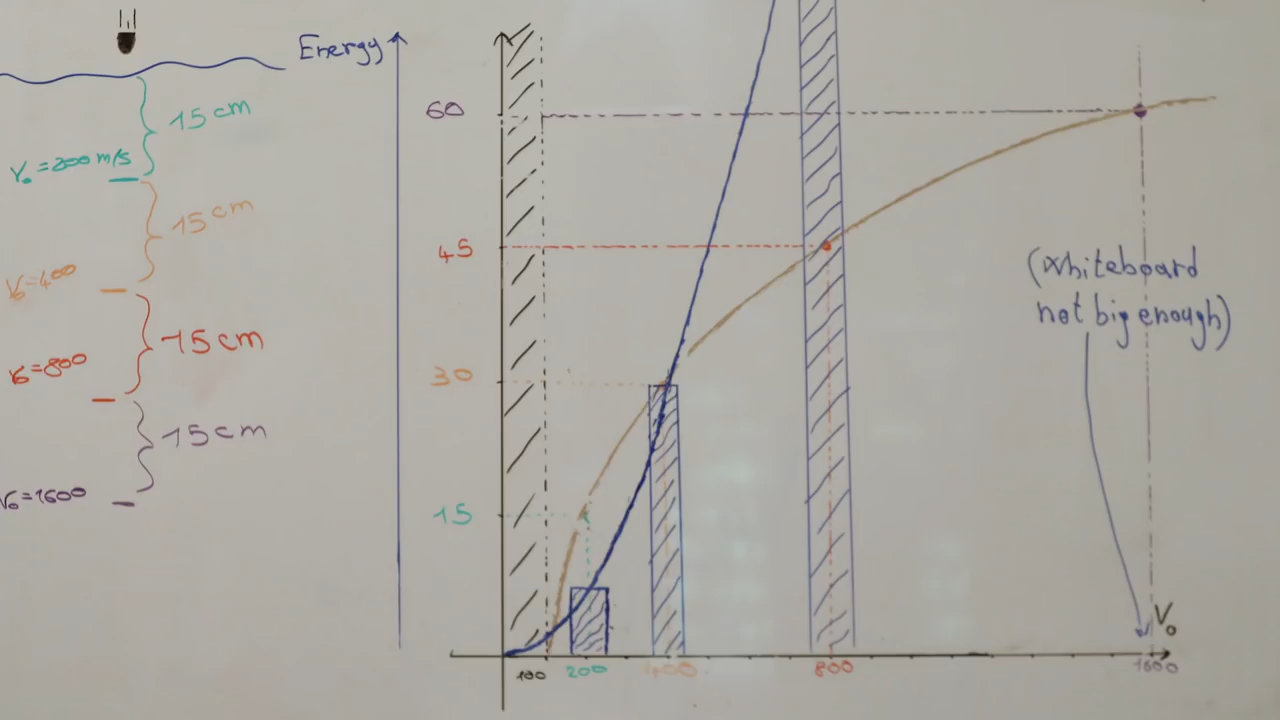 Energy
15 cm
V₀ = 200 m/s
15 cm
V₀=400
15 cm
V₀=800
15 cm
V₀=1600
60
45
30
15
100 200 400 800 1600
V₀
(whiteboard
not big enough)